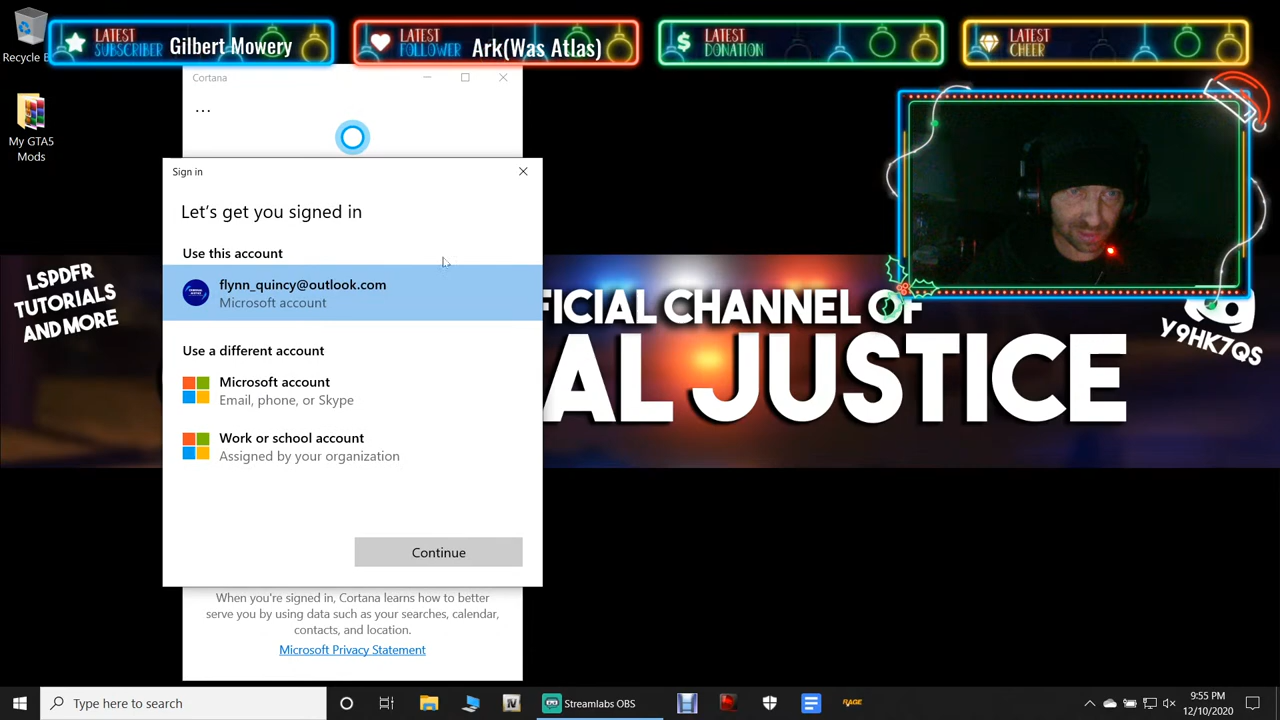 LATEST
SUBSCRIBER Gilbert Mowery
LATEST
FOLLOWER Ark(Was Atlas)
LATEST
DONATION
LATEST
CHEER
My GTA5
Mods
Cortana
...
Sign in
Let's get you signed in
Use this account
flynn_quincy@outlook.com
Microsoft account
Use a different account
Microsoft account
Email, phone, or Skype
Work or school account
Assigned by your organization
Continue
When you're signed in, Cortana learns how to better
serve you by using data such as your searches, calendar,
contacts, and location.
Microsoft Privacy Statement
LSPDFR
TUTORIALS
AND MORE
FICIAL CHANNEL OF
AL JUSTICE
Y9HK7QS
Type here to search
Streamlabs OBS
RAGE
9:55 PM
12/10/2020